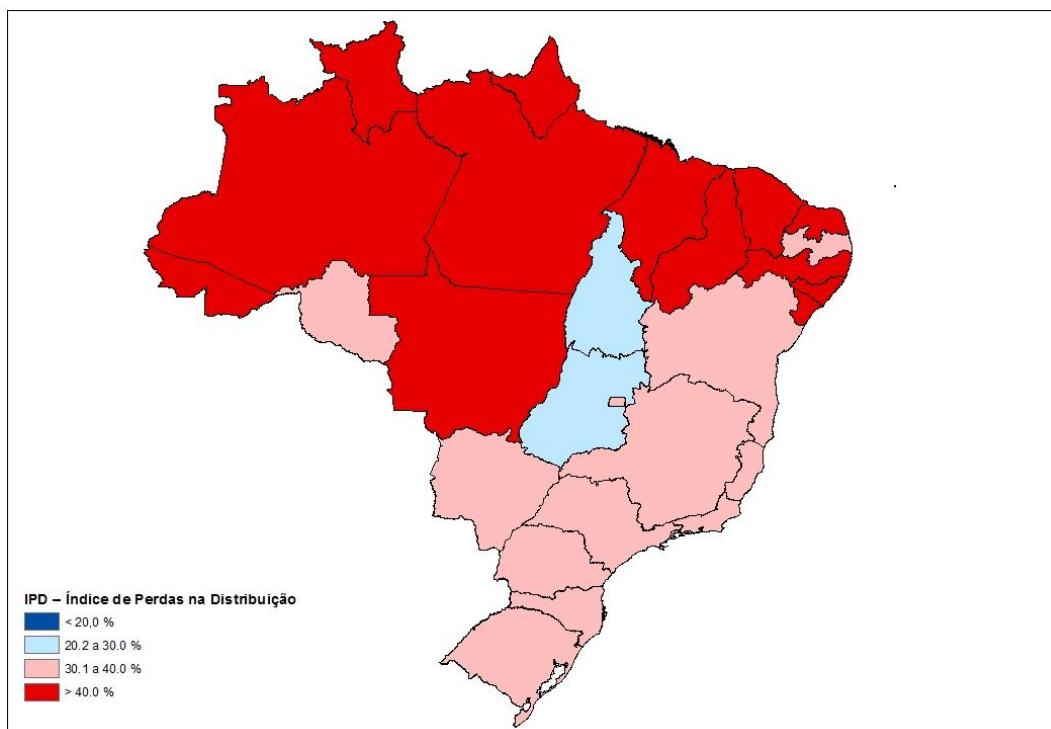 IPD – Índice de Perdas na Distribuição
< 20,0 %
20.2 a 30.0 %
30.1 a 40.0 %
> 40.0 %